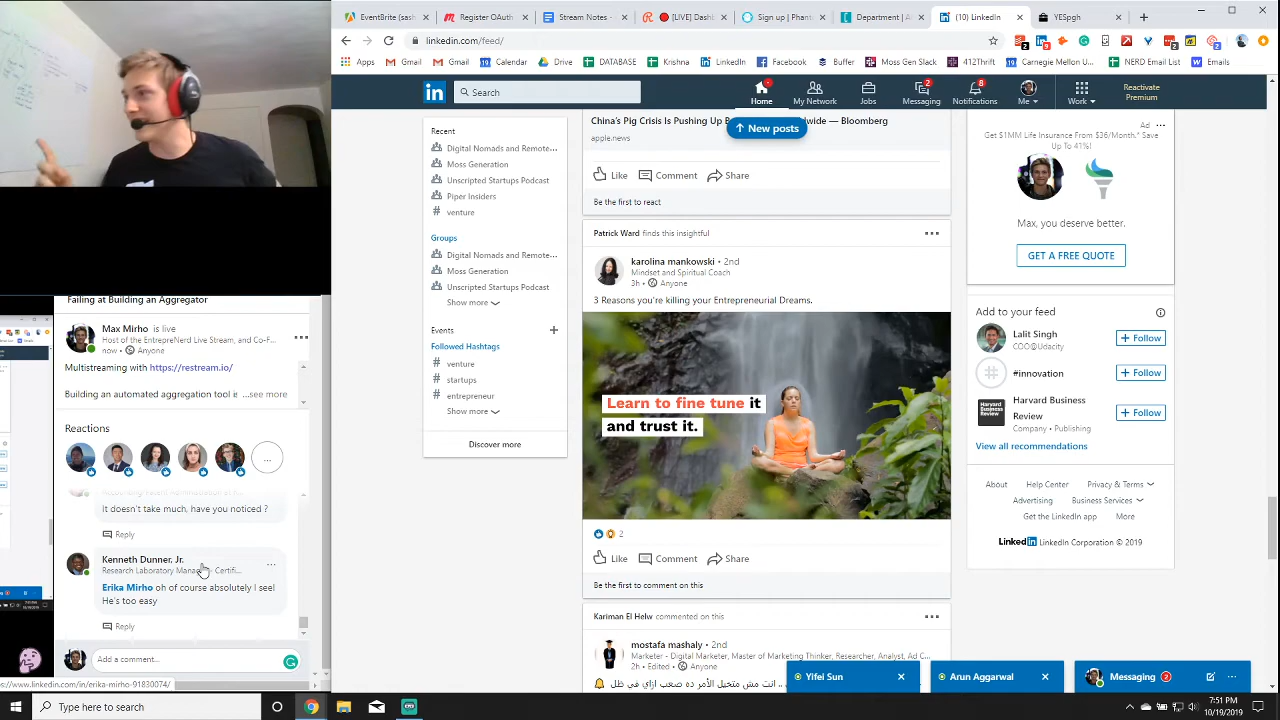 EventBrite (sash
Register OAuth
Stream Notes
[LIVE] Dash
Sign up | Phant
Department | A
(10) LinkedIn
YESpgh
linkedin.com/feed/
Apps
Gmail
Gmail
Calendar
Drive
DATABASE
Krishna
LinkedIn
Facebook
Buffer
Moss Gen Slack
412Thrift
Carnegie Mellon U
NERD Email List
Emails
in
Search
Home
My Network
Jobs
Messaging
2
Notifications
8
Me
Work
Reactivate
Premium
Recent
Digital Nomads and Remote...
Moss Generation
Unscripted Startups Podcast
Piper Insiders
# venture
Groups
Digital Nomads and Remote...
Moss Generation
Unscripted Startups Podcast
Show more
Events +
Followed Hashtags
# venture
# startups
# entrepreneur
Show more
Discover more
China's Pig Crisis Is Pushing Up
wide — Bloomberg
New posts
apple.news
Like Comment Share
Be the first to react
Patrick Ward finds this insightful
karolina mankowski • 2nd
Mindset and Spiritual Coach
3h • Anyone
3 Reasons you're killing your Entrepreneurial Dreams.
Learn to fine tune it
and trust it.
2
Like Comment Share
Be the first to comment on this
Kariman El Helw commented on this
mostafa mashaly • 2nd
Marketer - Digital Marketer, Master of Marketing Thinker, Researcher, Analyst, Ad C...
2h • Edited • Anyone
Ad
Get $1MM Life Insurance From $26/Month.* Save
Up To 41%!
Max, you deserve better.
GET A FREE QUOTE
Add to your feed
Lalit Singh
COO@Udacity
+ Follow
#innovation
+ Follow
Harvard Business
Review
Company • Publishing
+ Follow
View all recommendations
About Help Center Privacy & Terms
Advertising Business Services
Get the LinkedIn app More
LinkedIn LinkedIn Corporation © 2019
Failing at Building an Aggregator
Max Mirho is live
Host of the EntrepreNerd Live Stream, and Co-F...
now • Anyone
Multistreaming with https://restream.io/
Building an automated aggregation tool is ...see more
Reactions
It doesn't take much, have you noticed ?
Reply
Kenneth Dunner, Jr.
Research Laboratory Manager
Certifi...
Erika Mirho oh of course absolutely I see!
He's too easy
Reply
Add a comment...
s://www.linkedin.com/in/erika-mirho-91830074/
Yifei Sun
Arun Aggarwal
Messaging 2
Type here to search
7:51 PM
10/19/2019